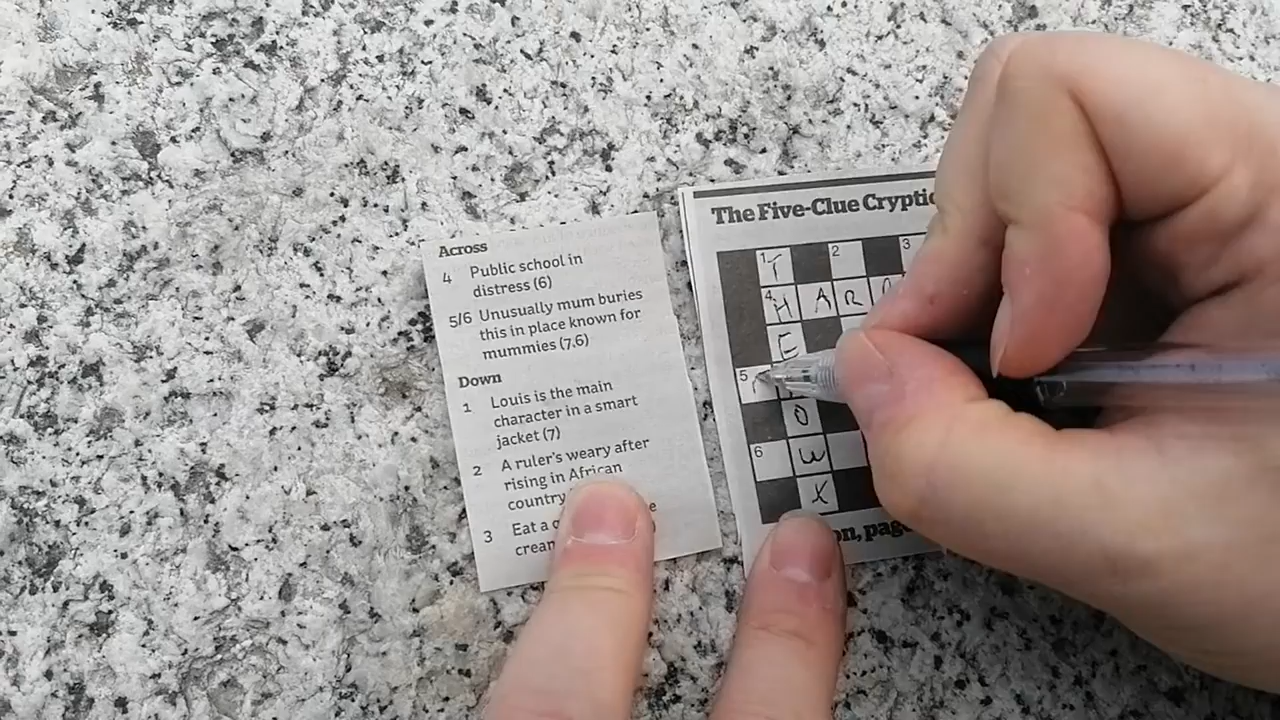 Across
4 Public school in
distress (6)
5/6 Unusually mum buries
this in place known for
mummies (7,6)
Down
1 Louis is the main
character in a smart
jacket (7)
2 A ruler's weary after
rising in African
country
3 Eat a
The Five-Clue
1 T 2 3
4 H A R
E
5
O
6 W
X